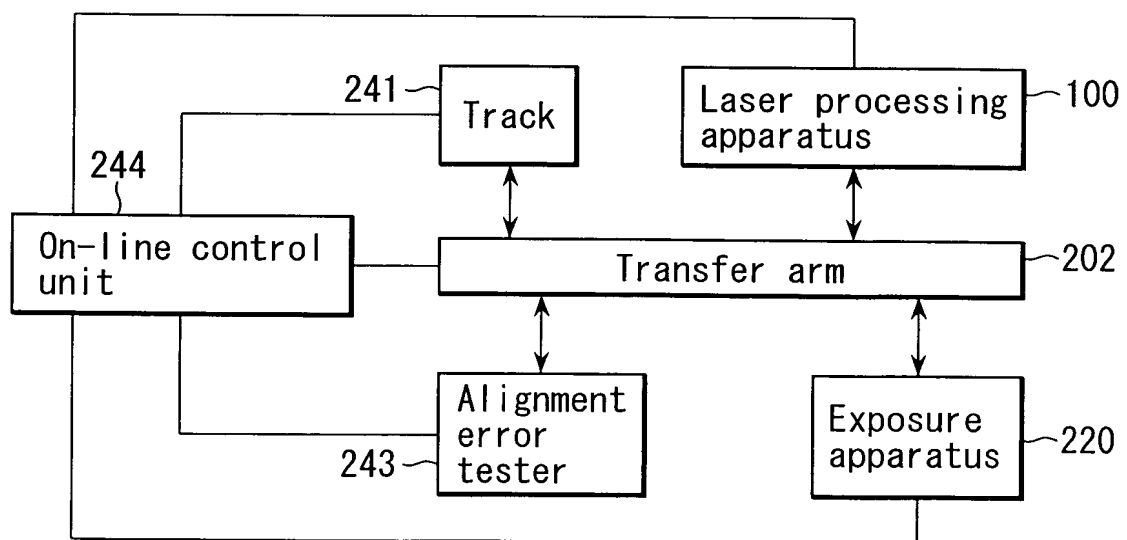 241
Track
Laser processing
apparatus
100
244
On-line control
unit
Transfer arm
202
Alignment
error
tester
243
Exposure
apparatus
220